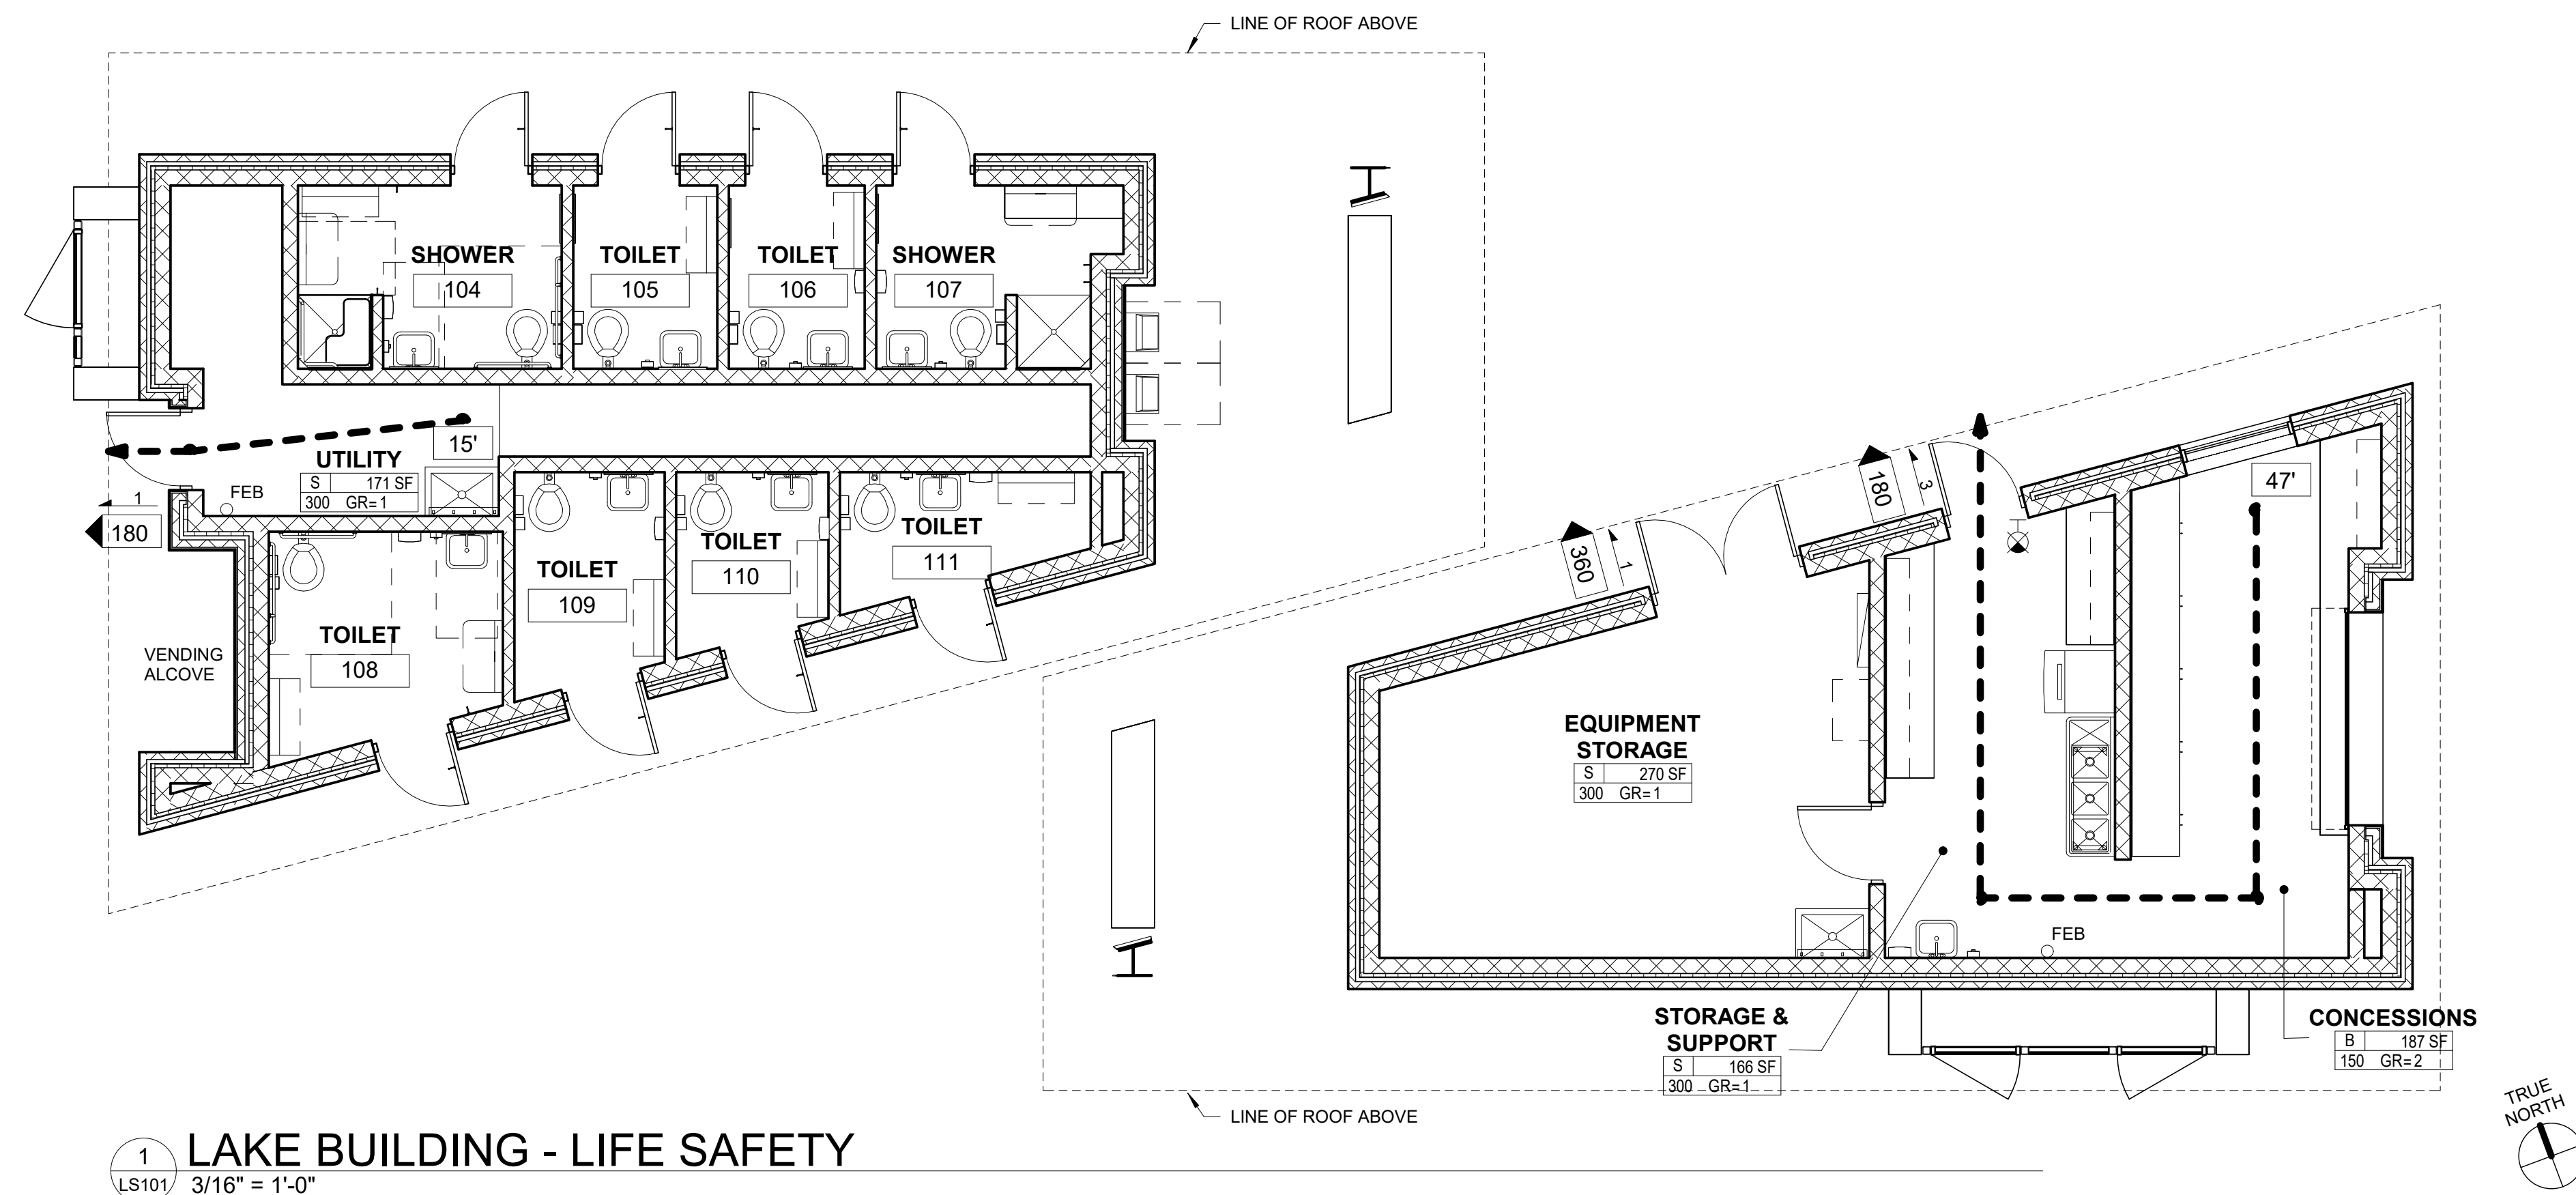 LINE OF ROOF ABOVE
SHOWER
104
TOILET
105
TOILET
106
SHOWER
107
15'
UTILITY
S 171 SF
300 GR=1
FEB
1
180
VENDING
ALCOVE
TOILET
108
TOILET
109
TOILET
110
TOILET
111
360
1
180
3
47'
EQUIPMENT
STORAGE
S 270 SF
300 GR=1
FEB
STORAGE &
SUPPORT
S 166 SF
300 GR=1
CONCESSIONS
B 187 SF
150 GR=2
LINE OF ROOF ABOVE
TRUE
NORTH
1
LS101
LAKE BUILDING - LIFE SAFETY
3/16" = 1'-0"